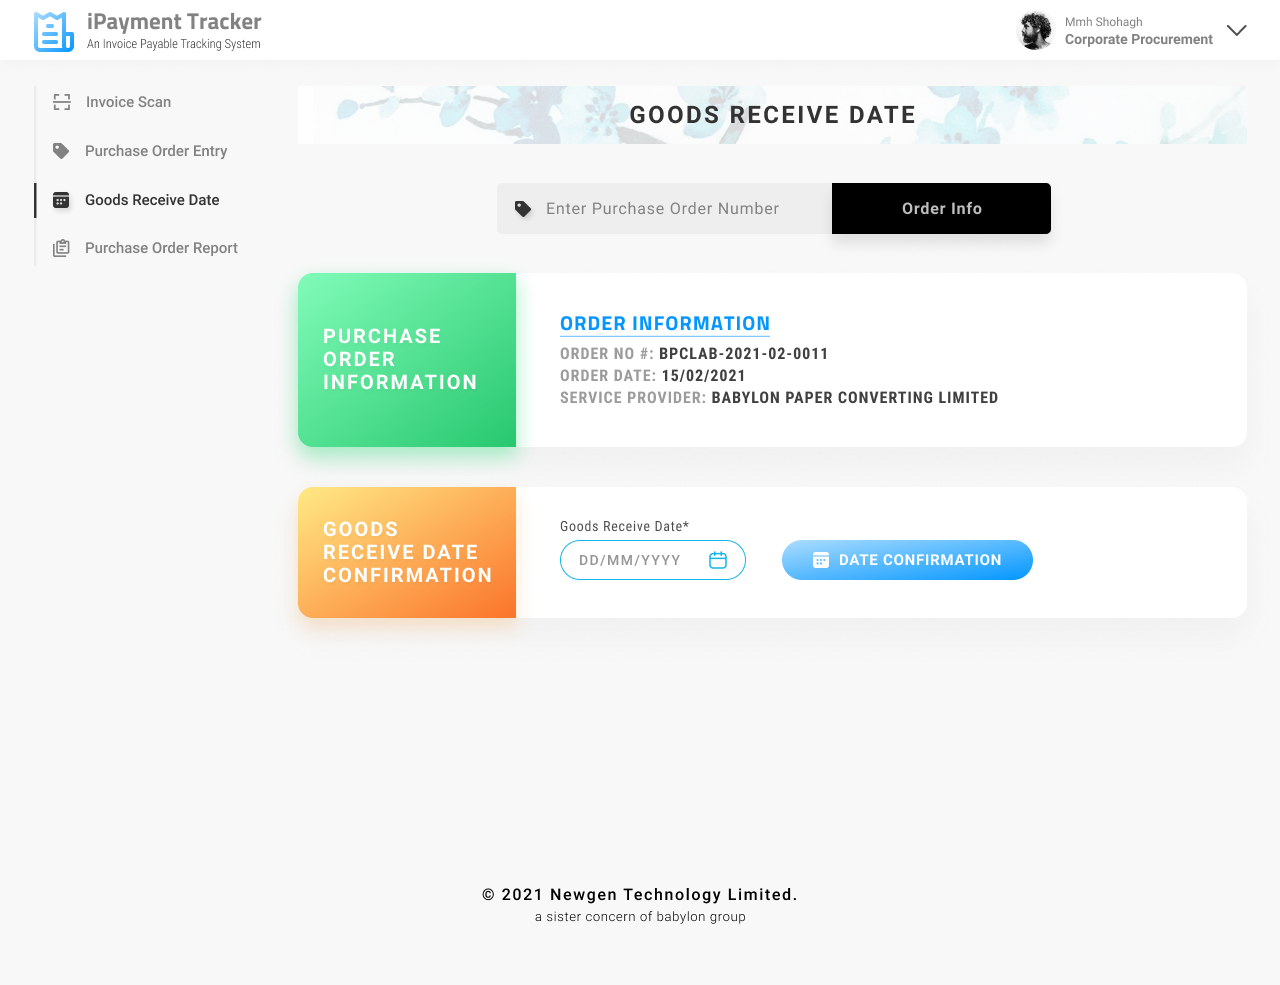 iPayment Tracker
An Invoice Payable Tracking System
Mmh Shohagh
Corporate Procurement
Invoice Scan
Purchase Order Entry
Goods Receive Date
Purchase Order Report
GOODS RECEIVE DATE
Enter Purchase Order Number
Order Info
PURCHASE
ORDER
INFORMATION
ORDER INFORMATION
ORDER NO #: BPCLAB-2021-02-0011
ORDER DATE: 15/02/2021
SERVICE PROVIDER: BABYLON PAPER CONVERTING LIMITED
GOODS
RECEIVE DATE
CONFIRMATION
Goods Receive Date*
DD/MM/YYYY
DATE CONFIRMATION
© 2021 Newgen Technology Limited.
a sister concern of babylon group